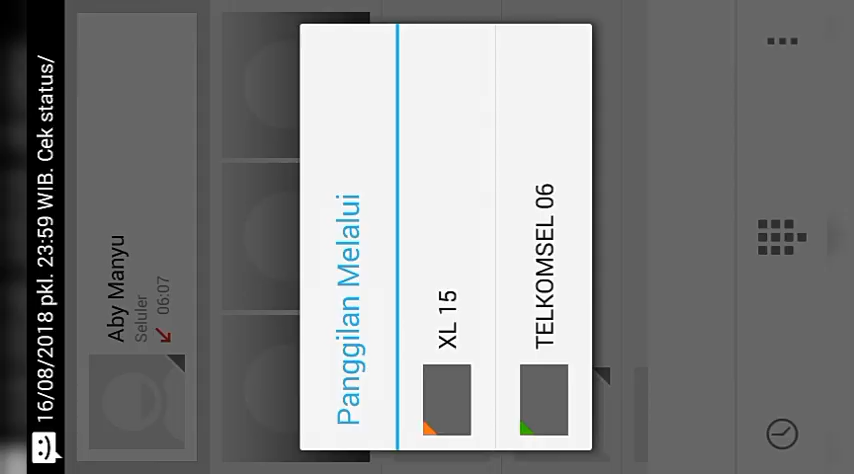 16/08/2018 pkl. 23:59 WIB. Cek status/
Aby Manyu
Seluler
06:07
Panggilan Melalui
XL 15
TELKOMSEL 06